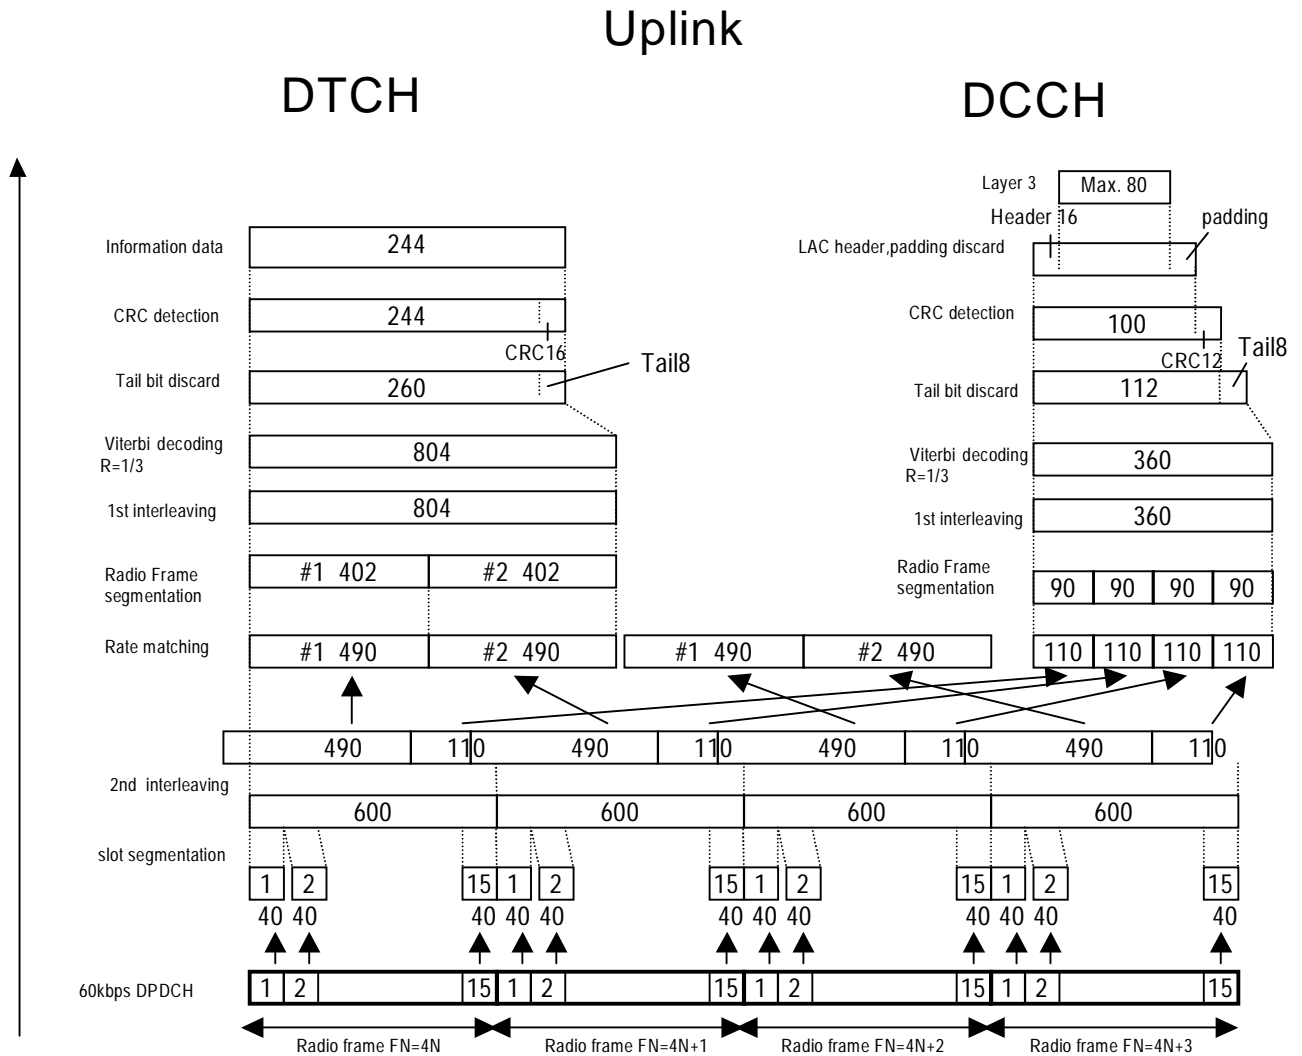 Uplink
DTCH
DCCH
Layer 3
Max. 80
Header 16
padding
Information data
244
LAC header,padding discard
CRC detection
244
CRC16
CRC detection
100
CRC12
Tail bit discard
260
Tail8
Tail bit discard
112
Tail8
Viterbi decoding
R=1/3
804
Viterbi decoding
R=1/3
360
1st interleaving
804
1st interleaving
360
Radio Frame
segmentation
#1 402
#2 402
Radio Frame
segmentation
90 90 90 90
Rate matching
#1 490
#2 490
#1 490
#2 490
110 110 110 110
490 110 490 110 490 110 490 110
2nd interleaving
600 600 600 600
slot segmentation
1 2 15 1 2 15 1 2 15 1 2 15
40 40 40 40 40 40 40 40 40 40 40 40
60kbps DPDCH
1 2 15 1 2 15 1 2 15 1 2 15
Radio frame FN=4N
Radio frame FN=4N+1
Radio frame FN=4N+2
Radio frame FN=4N+3